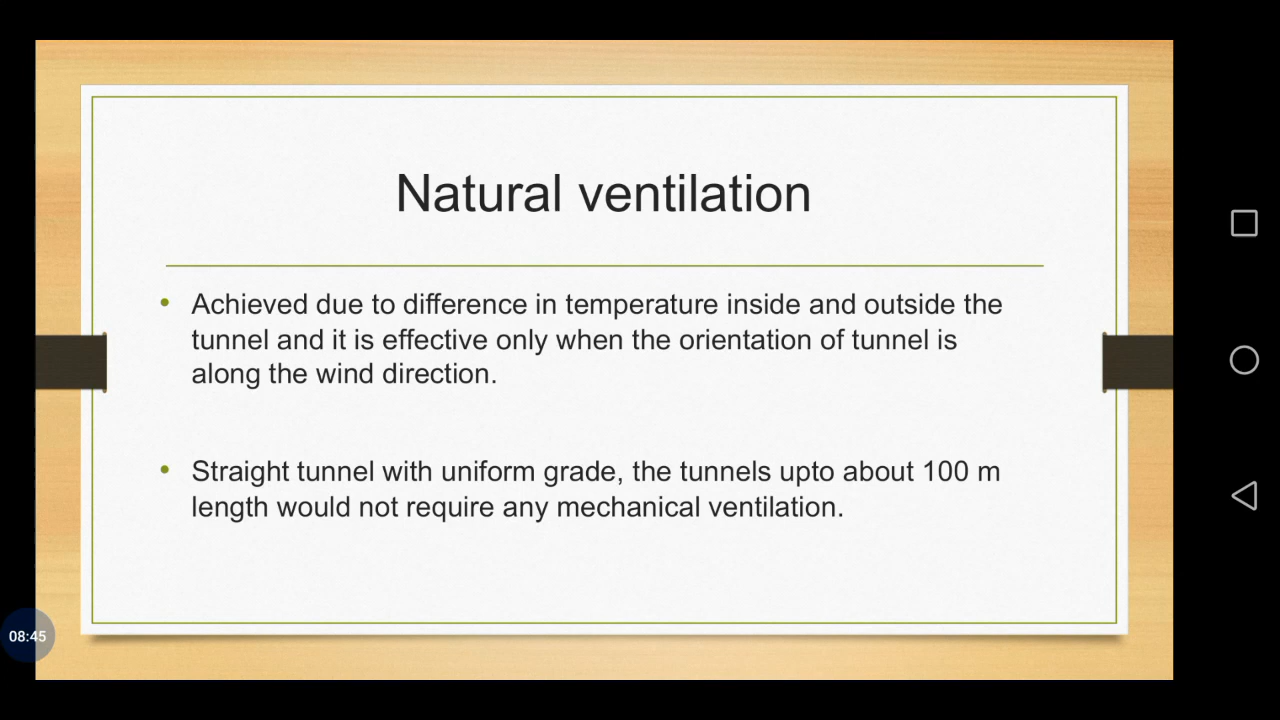 Natural ventilation
• Achieved due to difference in temperature inside and outside the
tunnel and it is effective only when the orientation of tunnel is
along the wind direction.
• Straight tunnel with uniform grade, the tunnels upto about 100 m
length would not require any mechanical ventilation.
08:45